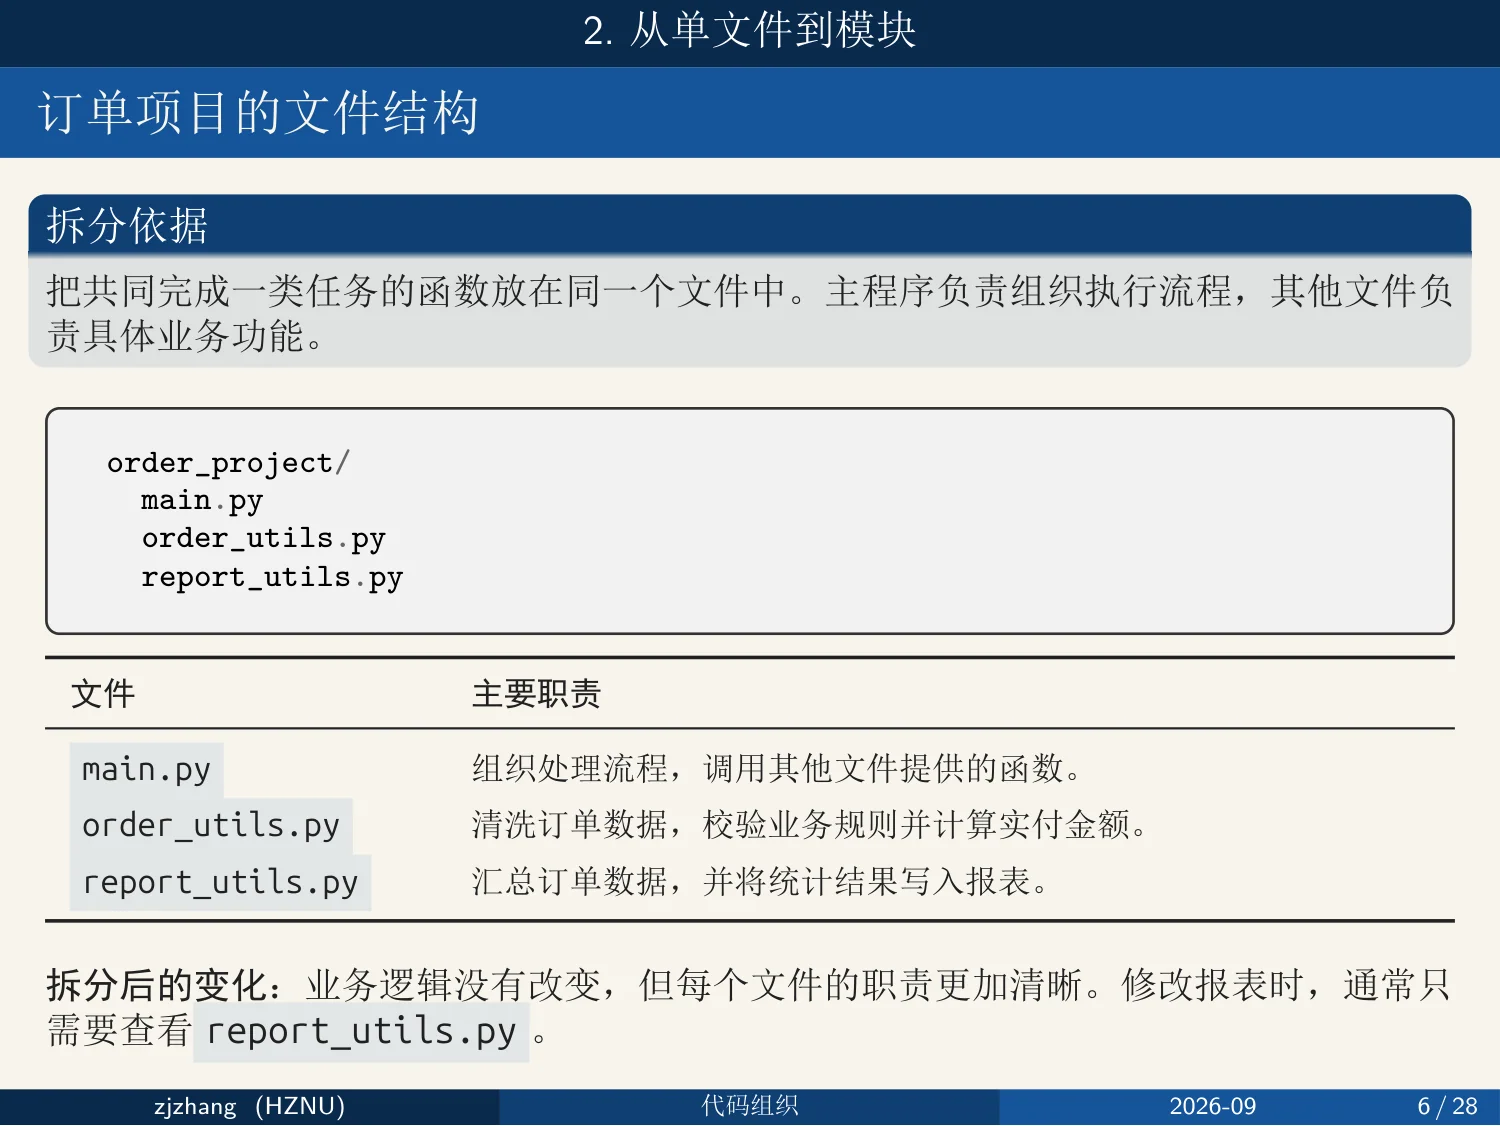 2. 从单文件到模块
订单项目的文件结构
拆分依据
把共同完成一类任务的函数放在同一个文件中。主程序负责组织执行流程，其他文件负
责具体业务功能。
order_project/
main.py
order_utils.py
report_utils.py
文件 主要职责
main.py 组织处理流程，调用其他文件提供的函数。
order_utils.py 清洗订单数据，校验业务规则并计算实付金额。
report_utils.py 汇总订单数据，并将统计结果写入报表。
拆分后的变化：业务逻辑没有改变，但每个文件的职责更加清晰。修改报表时，通常只
需要查看 report_utils.py 。
zjzhang (HZNU) 代码组织 2026-09 6 / 28